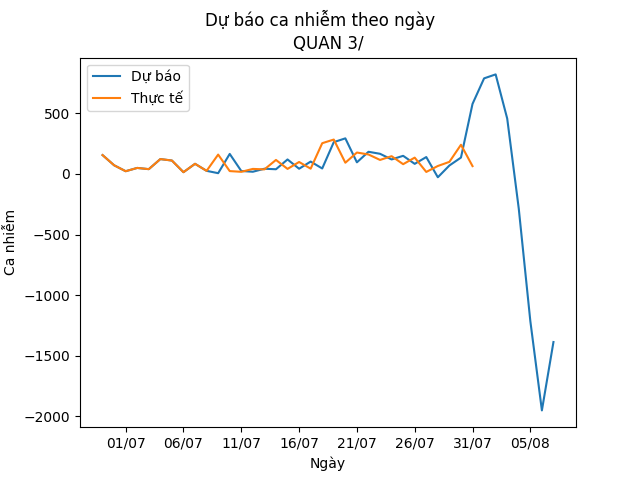 Dự báo ca nhiễm theo ngày
QUAN 3/
Dự báo
Thực tế
Ca nhiễm
500
0
−500
−1000
−1500
−2000
01/07
06/07
11/07
16/07
21/07
26/07
31/07
05/08
Ngày